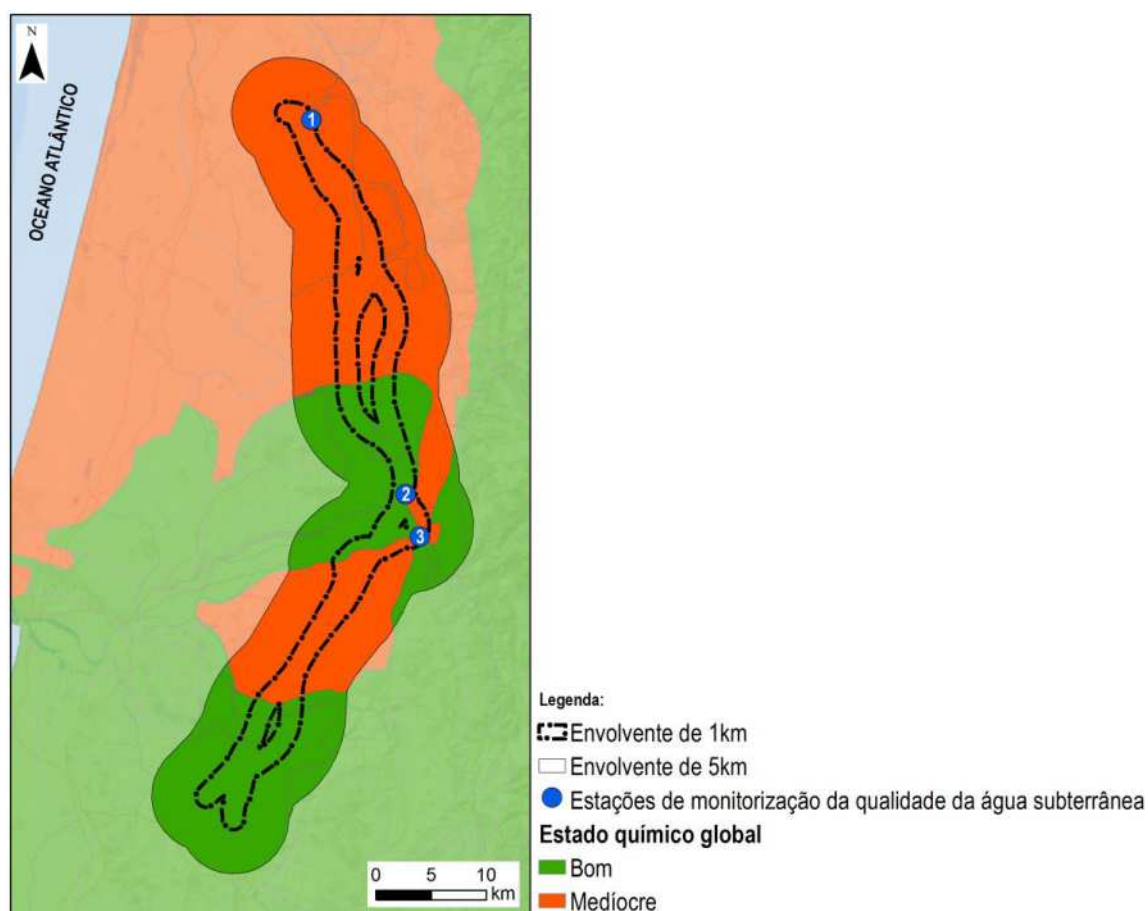 N
OCEANO ATLÂNTICO
1
2
3
0 5 10
km
Legenda:
Envolvente de 1km
Envolvente de 5km
Estações de monitorização da qualidade da água subterrânea
Estado químico global
Bom
Medíocre